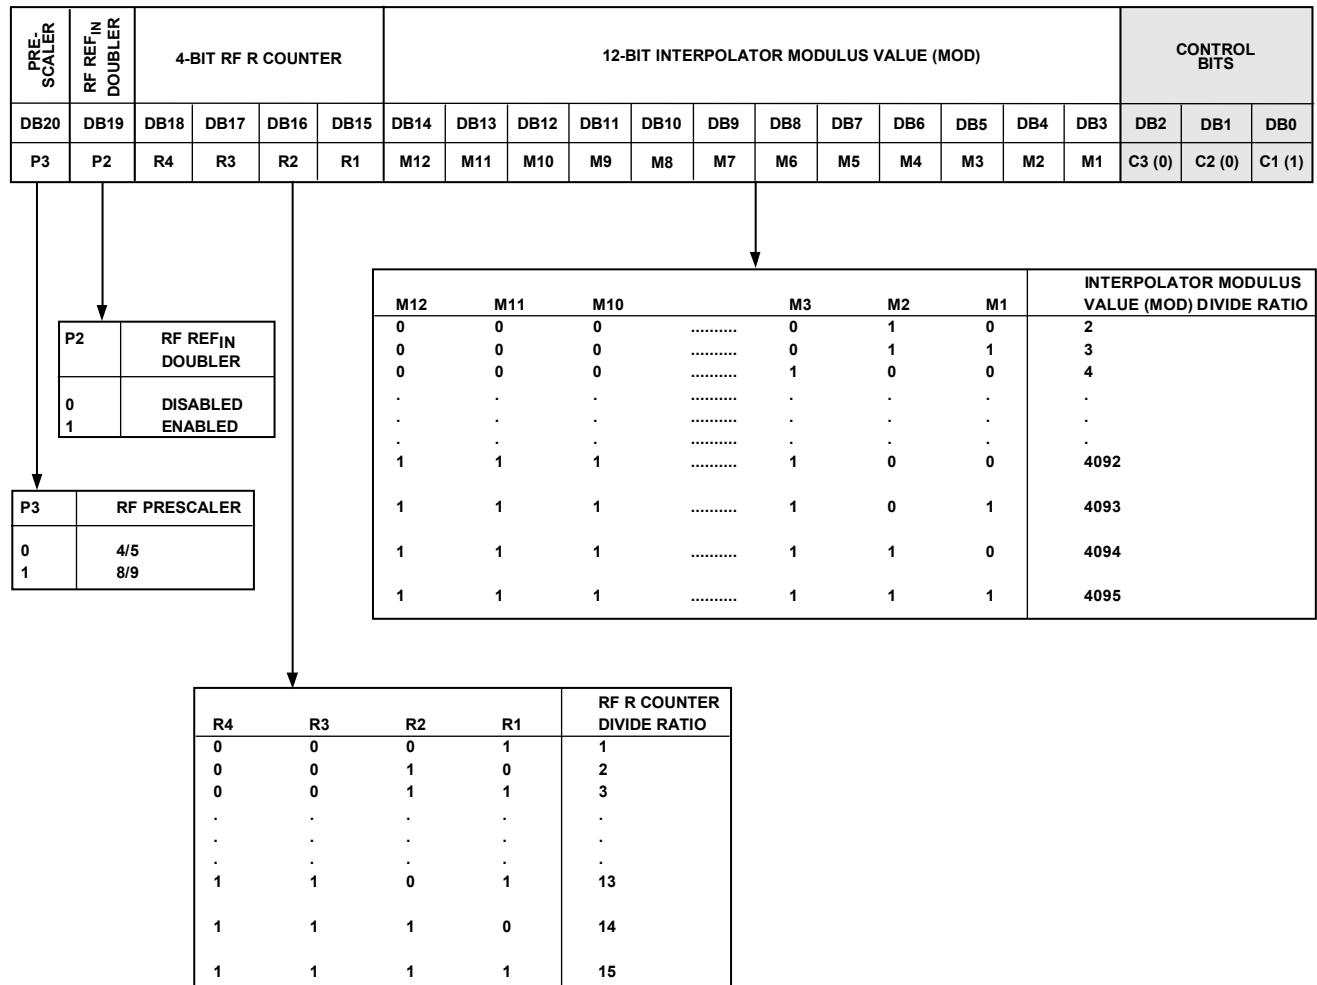 PRE-
SCALER
RF REFIN
DOUBLER
4-BIT RF R COUNTER
12-BIT INTERPOLATOR MODULUS VALUE (MOD)
CONTROL
BITS
DB20 DB19 DB18 DB17 DB16 DB15 DB14 DB13 DB12 DB11 DB10 DB9 DB8 DB7 DB6 DB5 DB4 DB3 DB2 DB1 DB0
P3 P2 R4 R3 R2 R1 M12 M11 M10 M9 M8 M7 M6 M5 M4 M3 M2 M1 C3 (0) C2 (0) C1 (1)
INTERPOLATOR MODULUS
M12 M11 M10 M3 M2 M1 VALUE (MOD) DIVIDE RATIO
0 0 0 .......... 0 1 0 2
0 0 0 .......... 0 1 1 3
0 0 0 .......... 1 0 0 4
. . . .......... . . . .
. . . .......... . . . .
. . . .......... . . . .
1 1 1 .......... 1 0 0 4092
1 1 1 .......... 1 0 1 4093
1 1 1 .......... 1 1 0 4094
1 1 1 .......... 1 1 1 4095
P2 RF REFIN
DOUBLER
0 DISABLED
1 ENABLED
P3 RF PRESCALER
0 4/5
1 8/9
RF R COUNTER
R4 R3 R2 R1 DIVIDE RATIO
0 0 0 1 1
0 0 1 0 2
0 0 1 1 3
. . . . .
. . . . .
. . . . .
1 1 0 1 13
1 1 1 0 14
1 1 1 1 15